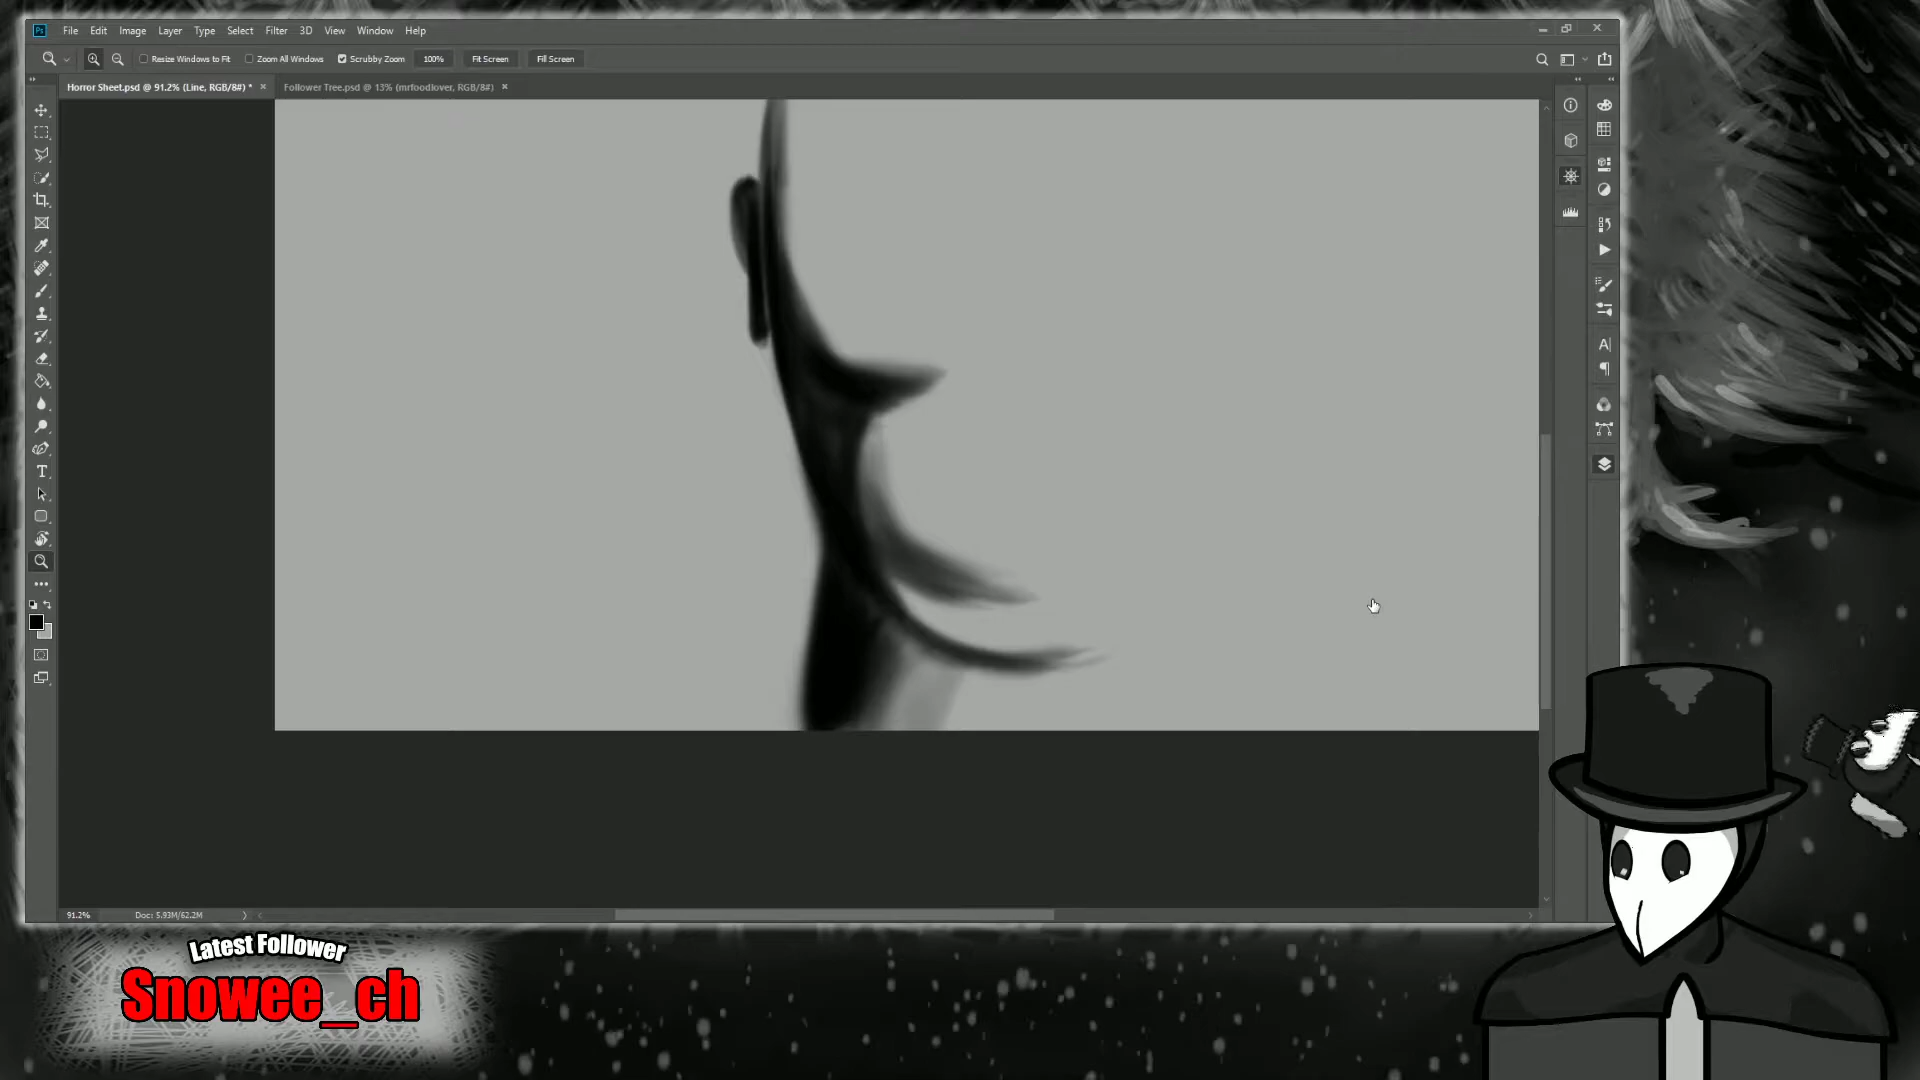 Ps File Edit Image Layer Type Select Filter 3D View Window Help
Resize Windows to Fit Zoom All Windows Scrubby Zoom 100% Fit Screen Fill Screen
Horror Sheet.psd @ 91.2% (Line, RGB/8#) * × Follower Tree.psd @ 13% (mrfoodlover, RGB/8#) ×
91.2% Doc: 5.93M/62.2M
Latest Follower
Snowee_ch